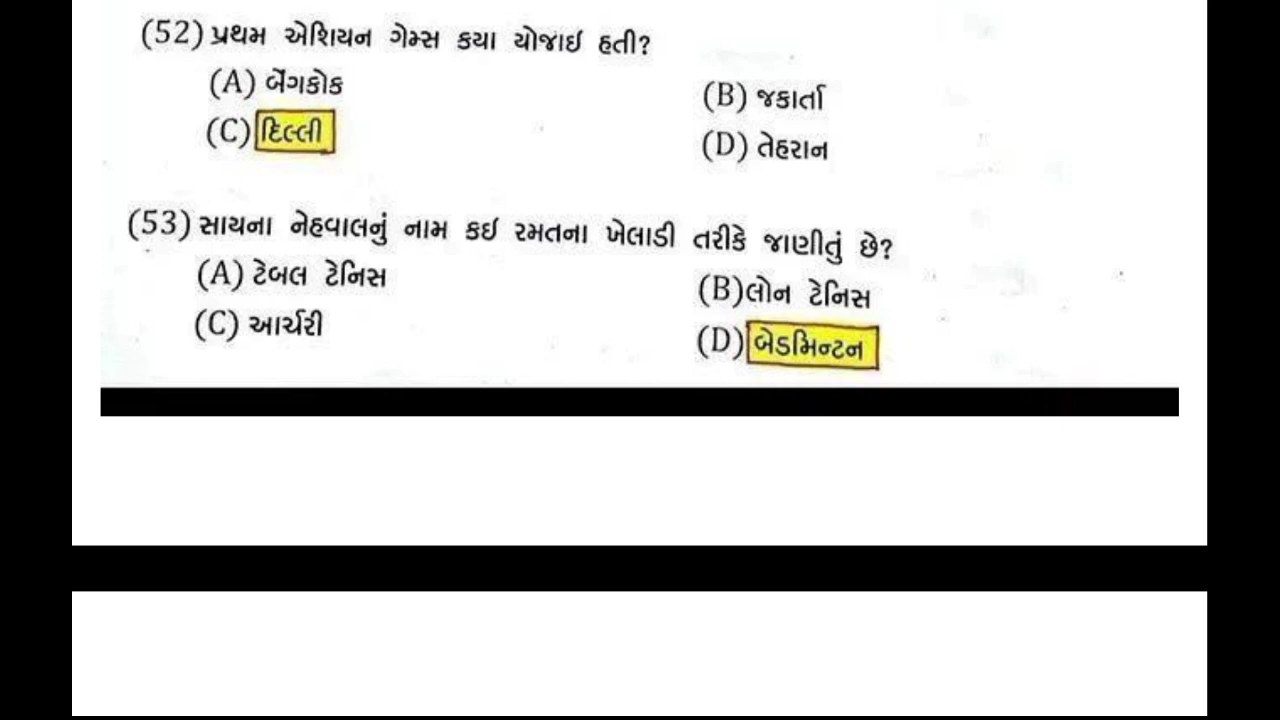 (52) પ્રથમ એશિયન ગેમ્સ કયા યોજાઈ હતી?
(A) બેંગકોક (B) જકાર્તા
(C) દિલ્લી (D) તેહરાન
(53) સાયના નેહવાલનું નામ કઈ રમતના ખેલાડી તરીકે જાણીતું છે?
(A) ટેબલ ટેનિસ (B)લોન ટેનિસ
(C) આર્ચરી (D) બેડમિન્ટન